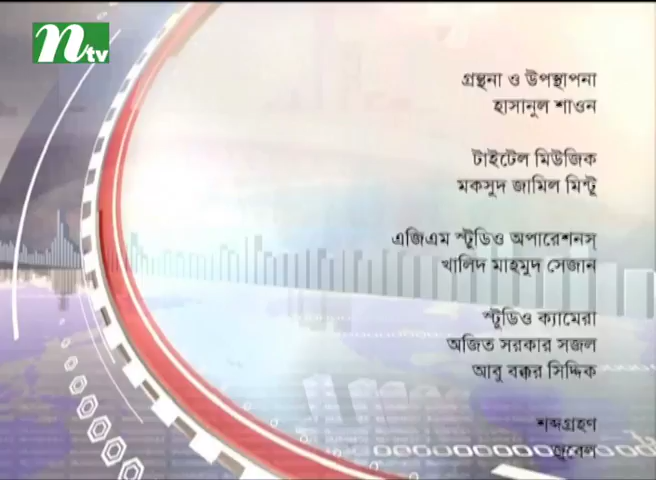 ntv
গ্রন্থনা ও উপস্থাপনা
হাসানুল শাওন
টাইটেল মিউজিক
মকসুদ জামিল মিন্টু
এজিএম স্টুডিও অপারেশনস্
খালিদ মাহমুদ সেজান
স্টুডিও ক্যামেরা
অজিত সরকার সজল
আবু বক্কর সিদ্দিক
শব্দগ্রহণ
জুবেল